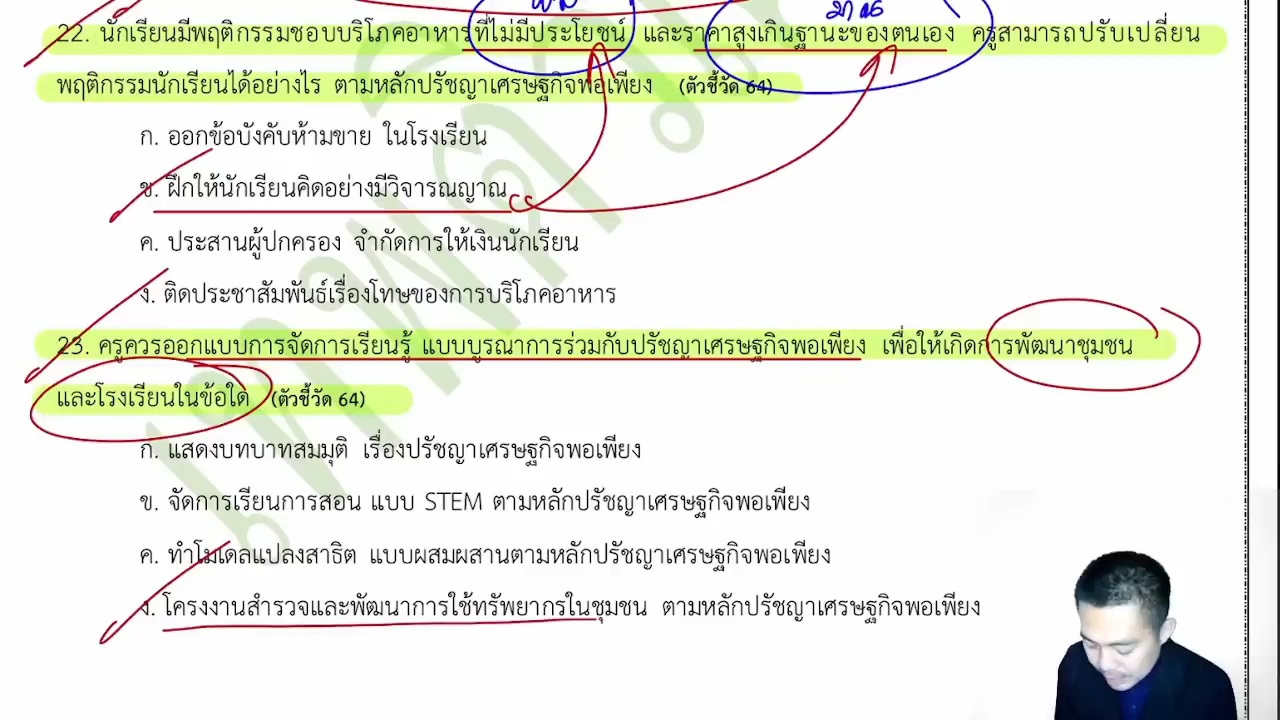 22. นักเรียนมีพฤติกรรมชอบบริโภคอาหารที่ไม่มีประโยชน์ และราคาสูงเกินฐานะของตนเอง ครูสามารถปรับเปลี่ยน
พฤติกรรมนักเรียนได้อย่างไร ตามหลักปรัชญาเศรษฐกิจพอเพียง (ตัวชี้วัด 64)
ก. ออกข้อบังคับห้ามขาย ในโรงเรียน
ข. ฝึกให้นักเรียนคิดอย่างมีวิจารณญาณ
ค. ประสานผู้ปกครอง จำกัดการให้เงินนักเรียน
ง. ติดประชาสัมพันธ์เรื่องโทษของการบริโภคอาหาร
23. ครูควรออกแบบการจัดการเรียนรู้ แบบบูรณาการร่วมกับปรัชญาเศรษฐกิจพอเพียง เพื่อให้เกิดการพัฒนาชุมชน
และโรงเรียนในข้อใด (ตัวชี้วัด 64)
ก. แสดงบทบาทสมมุติ เรื่องปรัชญาเศรษฐกิจพอเพียง
ข. จัดการเรียนการสอน แบบ STEM ตามหลักปรัชญาเศรษฐกิจพอเพียง
ค. ทำโมเดลแปลงสาธิต แบบผสมผสานตามหลักปรัชญาเศรษฐกิจพอเพียง
ง. โครงงานสำรวจและพัฒนาการใช้ทรัพยากรในชุมชน ตามหลักปรัชญาเศรษฐกิจพอเพียง